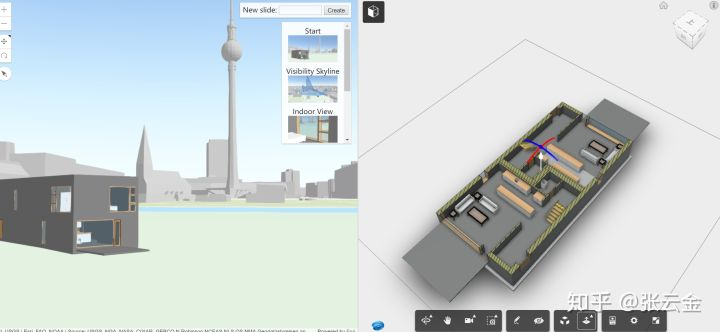 New slide:
Create
Start
Visibility Skyline
Indoor View
知乎 @张云金